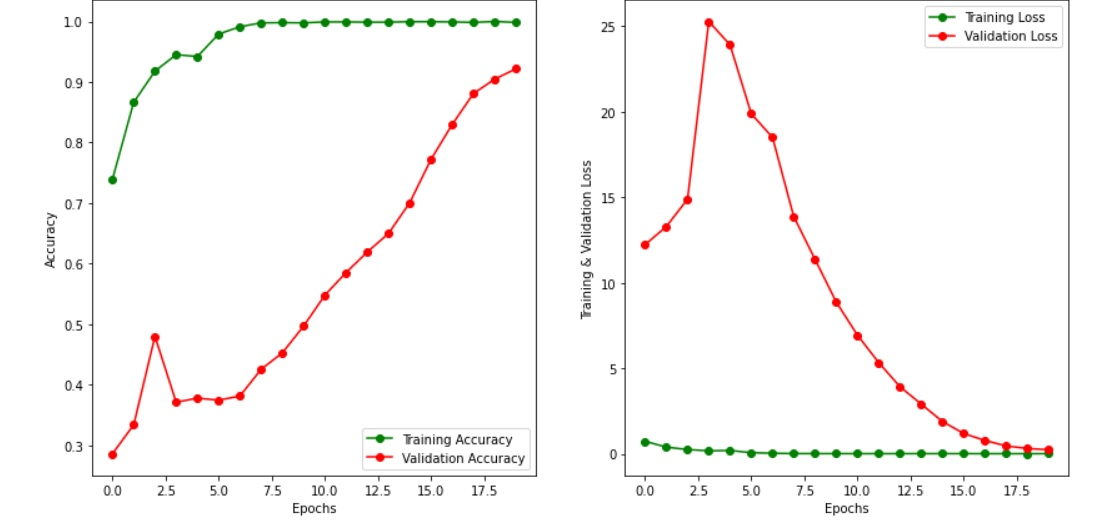 1.0
0.9
0.8
0.7
0.6
0.5
0.4
0.3
Accuracy
Training Accuracy
Validation Accuracy
0.0 2.5 5.0 7.5 10.0 12.5 15.0 17.5
Epochs
25
20
15
10
5
0
Training & Validation Loss
Training Loss
Validation Loss
0.0 2.5 5.0 7.5 10.0 12.5 15.0 17.5
Epochs